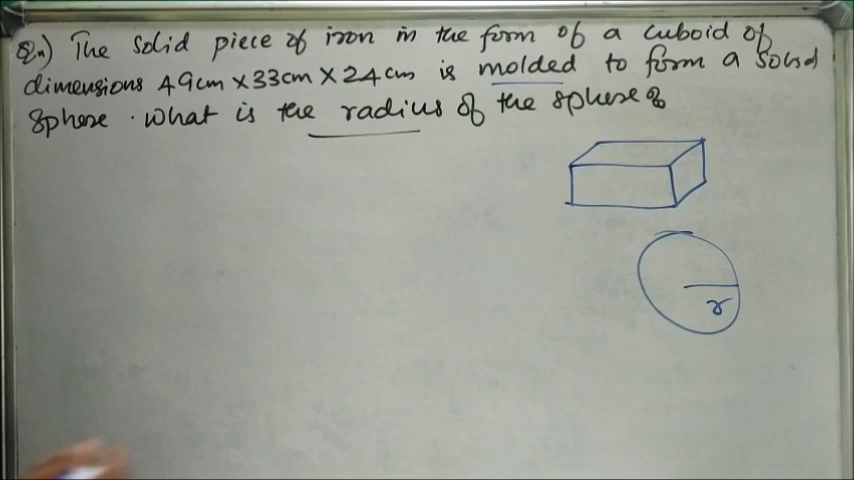 Qn) The solid piece of iron in the form of a cuboid of
dimensions 49cm x 33cm x 24cm is molded to form a solid
sphere. What is the radius of the sphere?
r